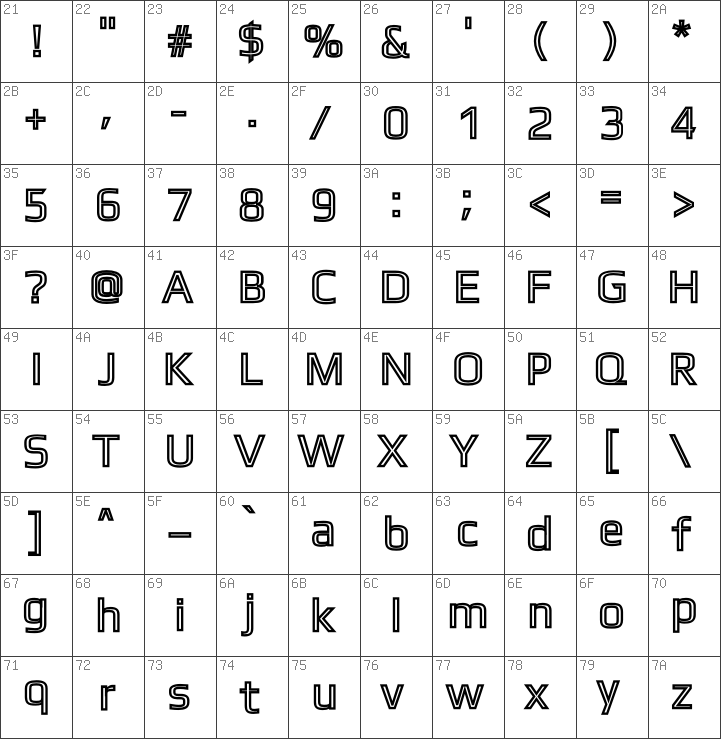 21 22 23 24 25 26 27 28 29 2A
! " # $ % & ' ( ) *
2B 2C 2D 2E 2F 30 31 32 33 34
+ , - . / 0 1 2 3 4
35 36 37 38 39 3A 3B 3C 3D 3E
5 6 7 8 9 : ; < = >
3F 40 41 42 43 44 45 46 47 48
? @ A B C D E F G H
49 4A 4B 4C 4D 4E 4F 50 51 52
I J K L M N O P Q R
53 54 55 56 57 58 59 5A 5B 5C
S T U V W X Y Z [ \
5D 5E 5F 60 61 62 63 64 65 66
] ^ _ ` a b c d e f
67 68 69 6A 6B 6C 6D 6E 6F 70
g h i j k l m n o p
71 72 73 74 75 76 77 78 79 7A
q r s t u v w x y z